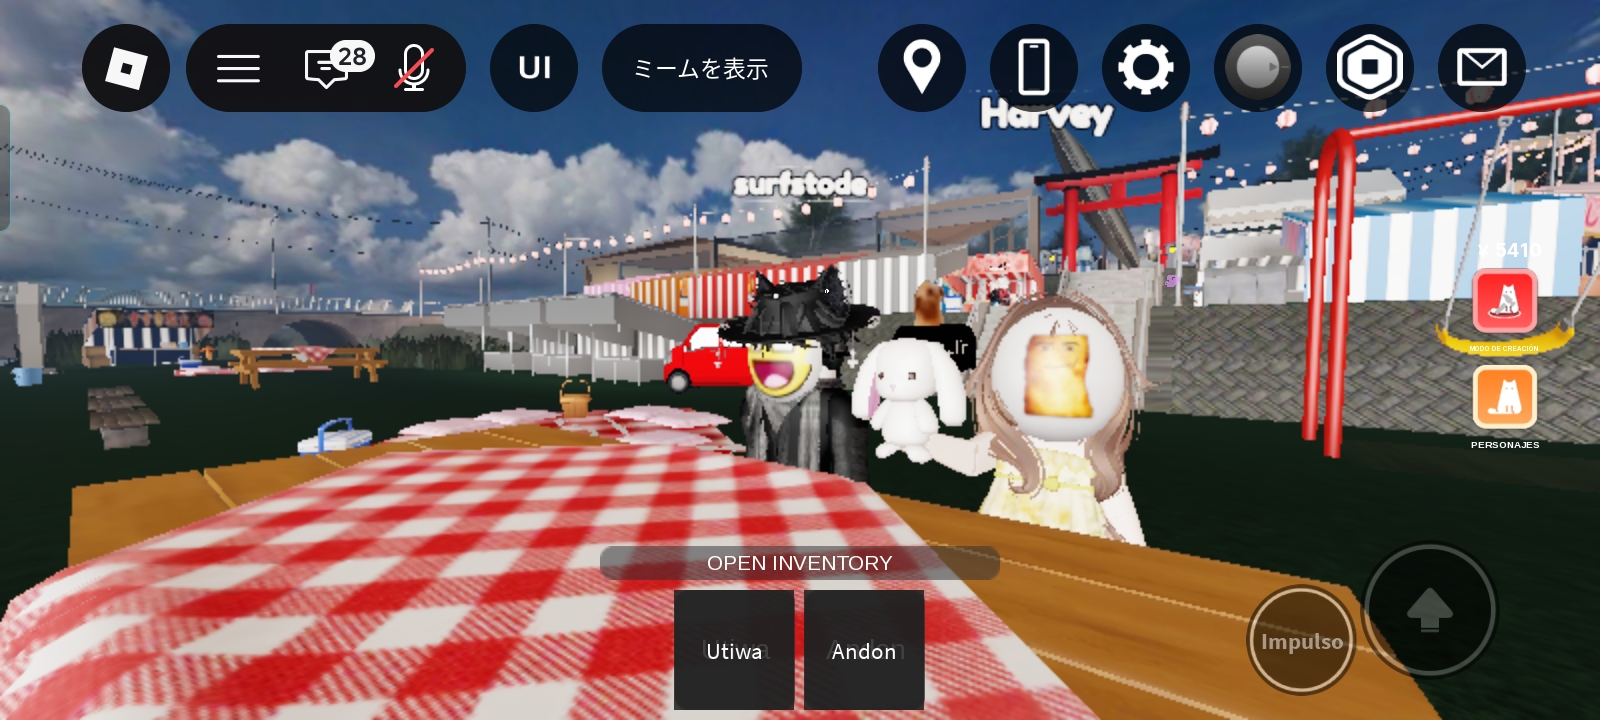 28
UI
ミームを表示
Harvey
surfstode
x 5410
MODO DE CREACIÓN
PERSONAJES
OPEN INVENTORY
Utiwa
Andon
Impulso